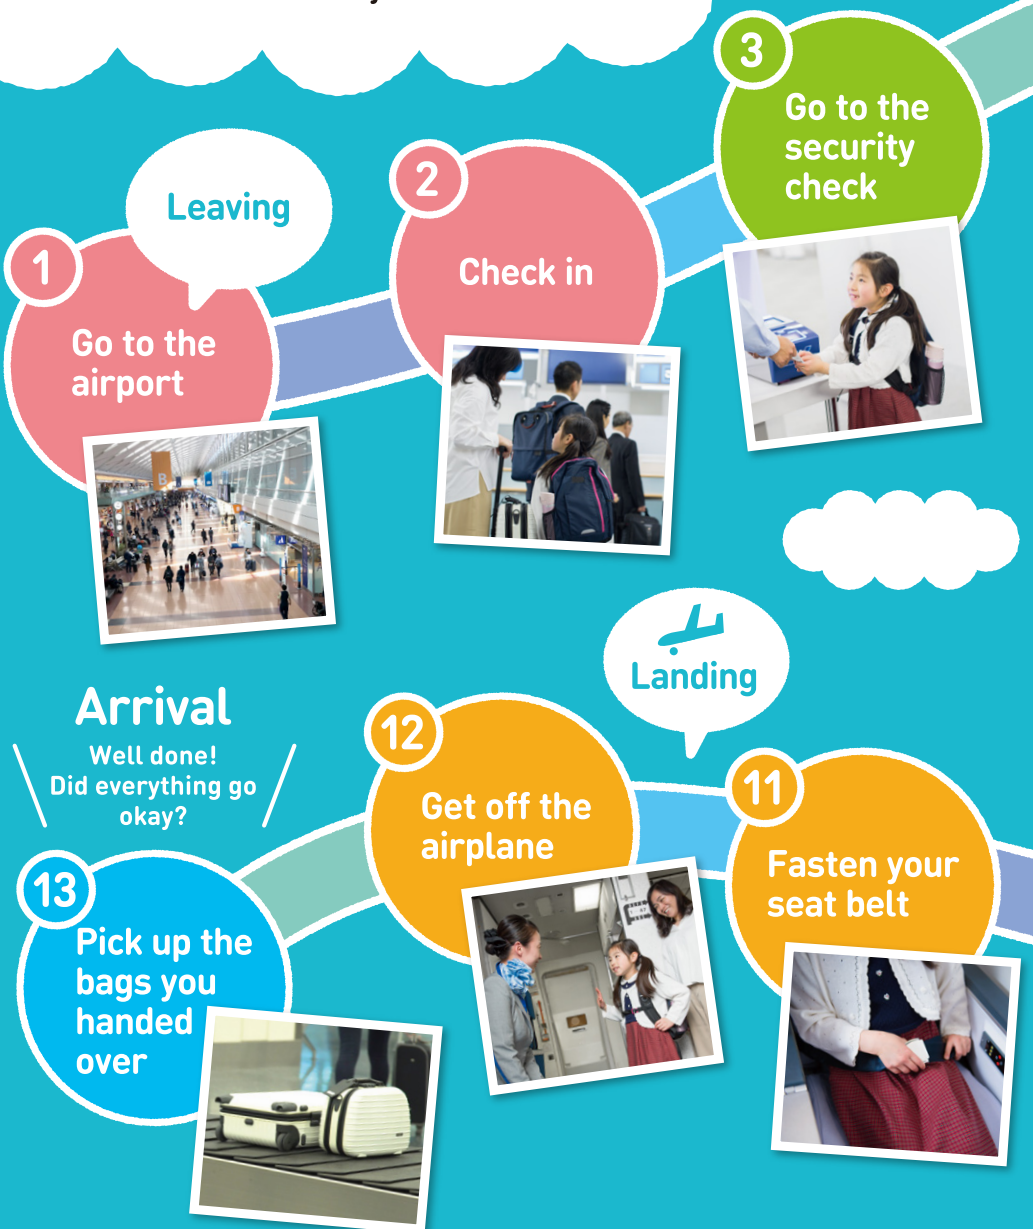 Leaving
1
Go to the
airport
2
Check in
3
Go to the
security
check
B
Landing
11
Fasten your
seat belt
12
Get off the
airplane
Arrival
Well done!
Did everything go
okay?
13
Pick up the
bags you
handed
over